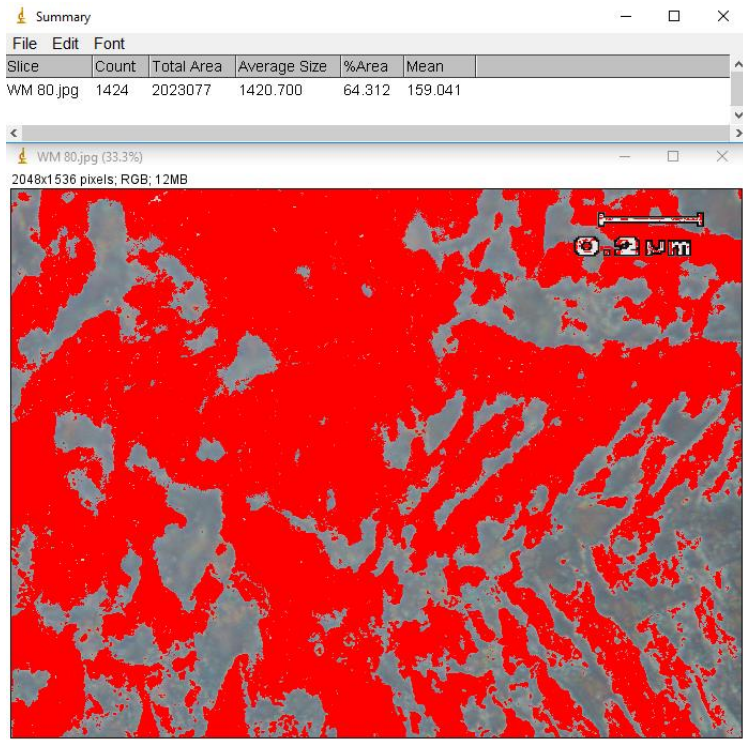 Summary
File Edit Font
Slice Count Total Area Average Size %Area Mean
WM 80.jpg 1424 2023077 1420.700 64.312 159.041
WM 80.jpg (33.3%)
2048x1536 pixels; RGB; 12MB
0.2 µm